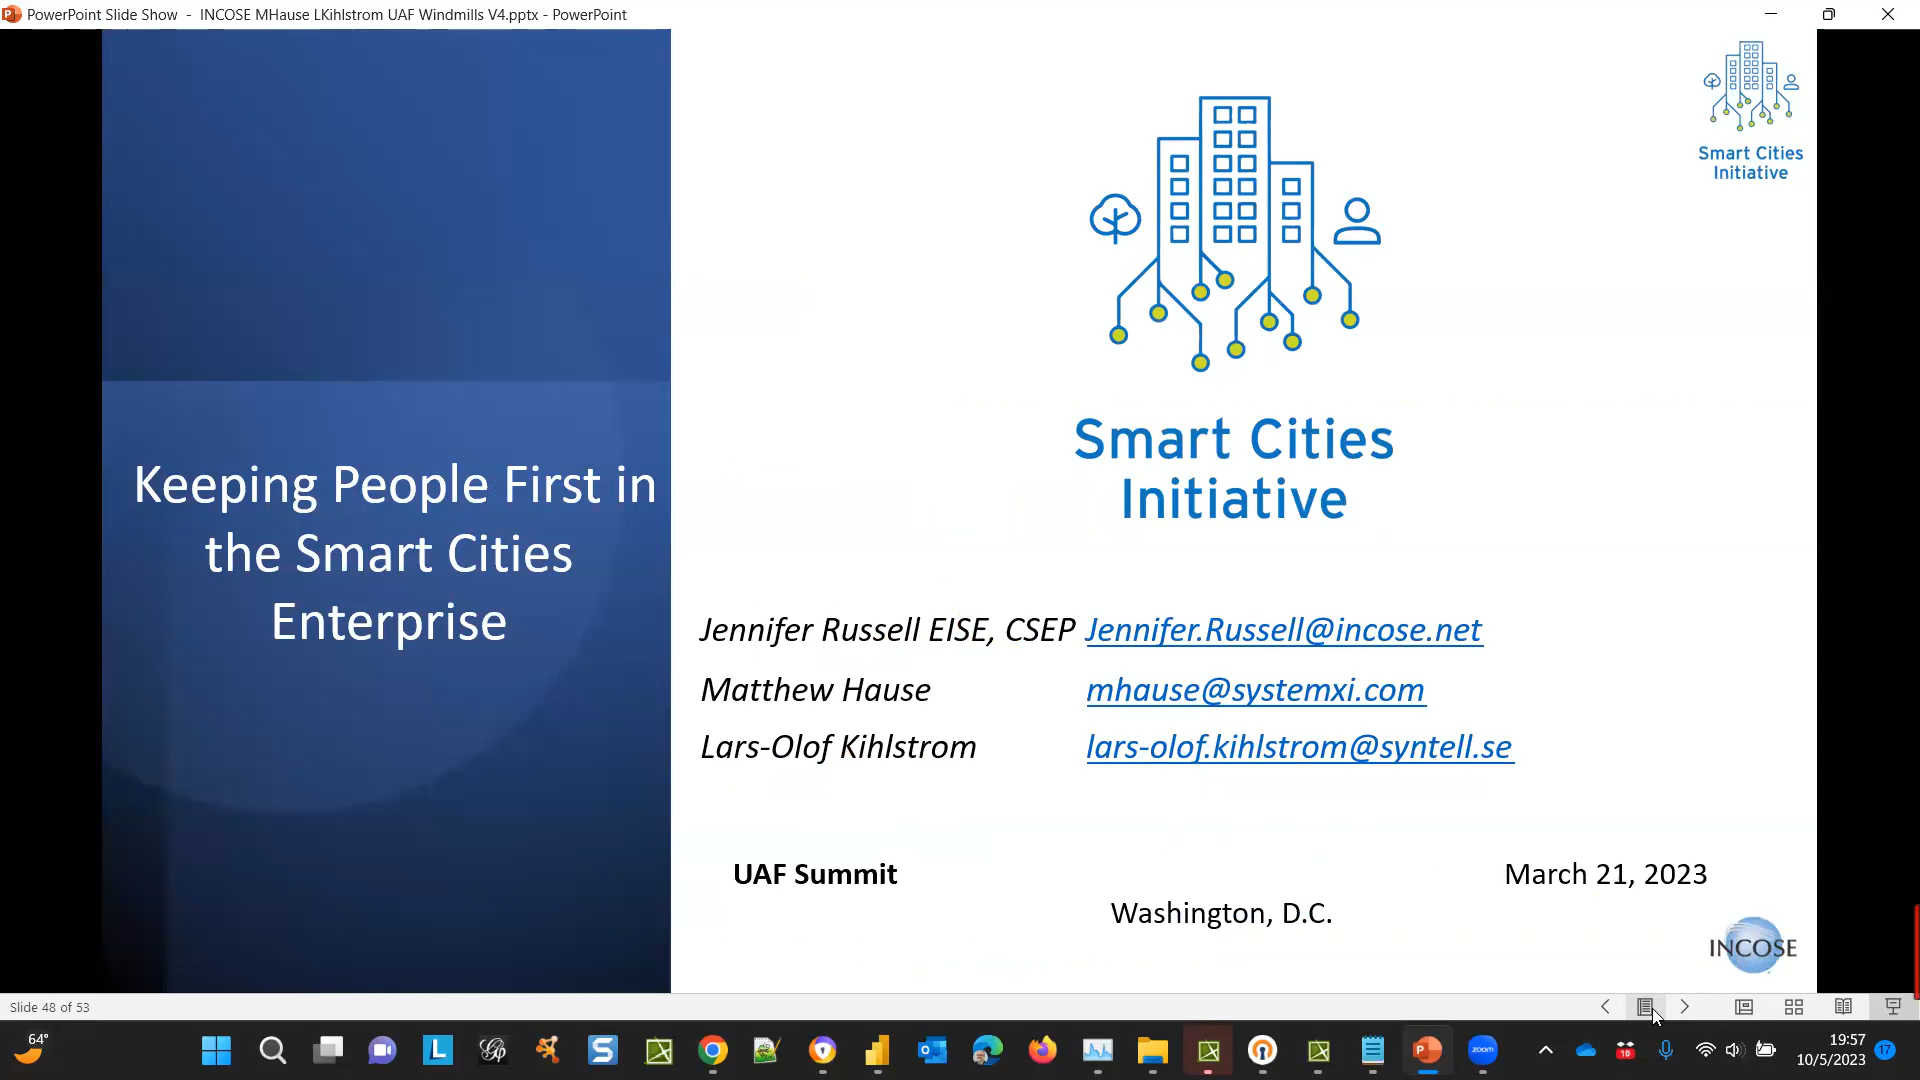 PowerPoint Slide Show - INCOSE MHause LKihlstrom UAF Windmills V4.pptx - PowerPoint
Smart Cities
Initiative
Smart Cities
Initiative
Keeping People First in
the Smart Cities
Enterprise
Jennifer Russell EISE, CSEP Jennifer.Russell@incose.net
Matthew Hause mhause@systemxi.com
Lars-Olof Kihlstrom lars-olof.kihlstrom@syntell.se
UAF Summit March 21, 2023
Washington, D.C.
INCOSE
Slide 48 of 53
64°
L
S
zoom
10
19:57
10/5/2023
17